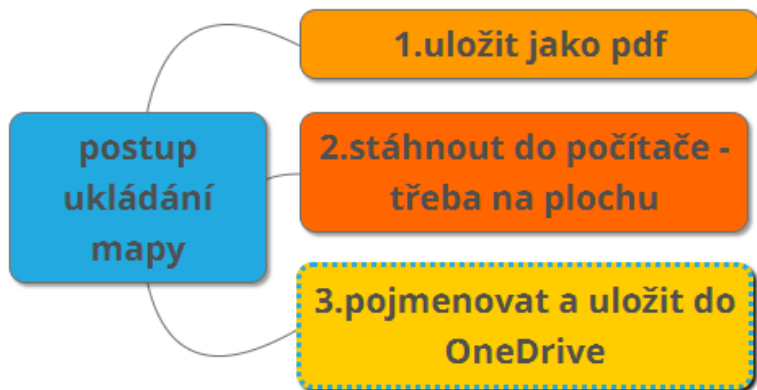 postup
ukládání
mapy
1.uložit jako pdf
2.stáhnout do počítače -
třeba na plochu
3.pojmenovat a uložit do
OneDrive